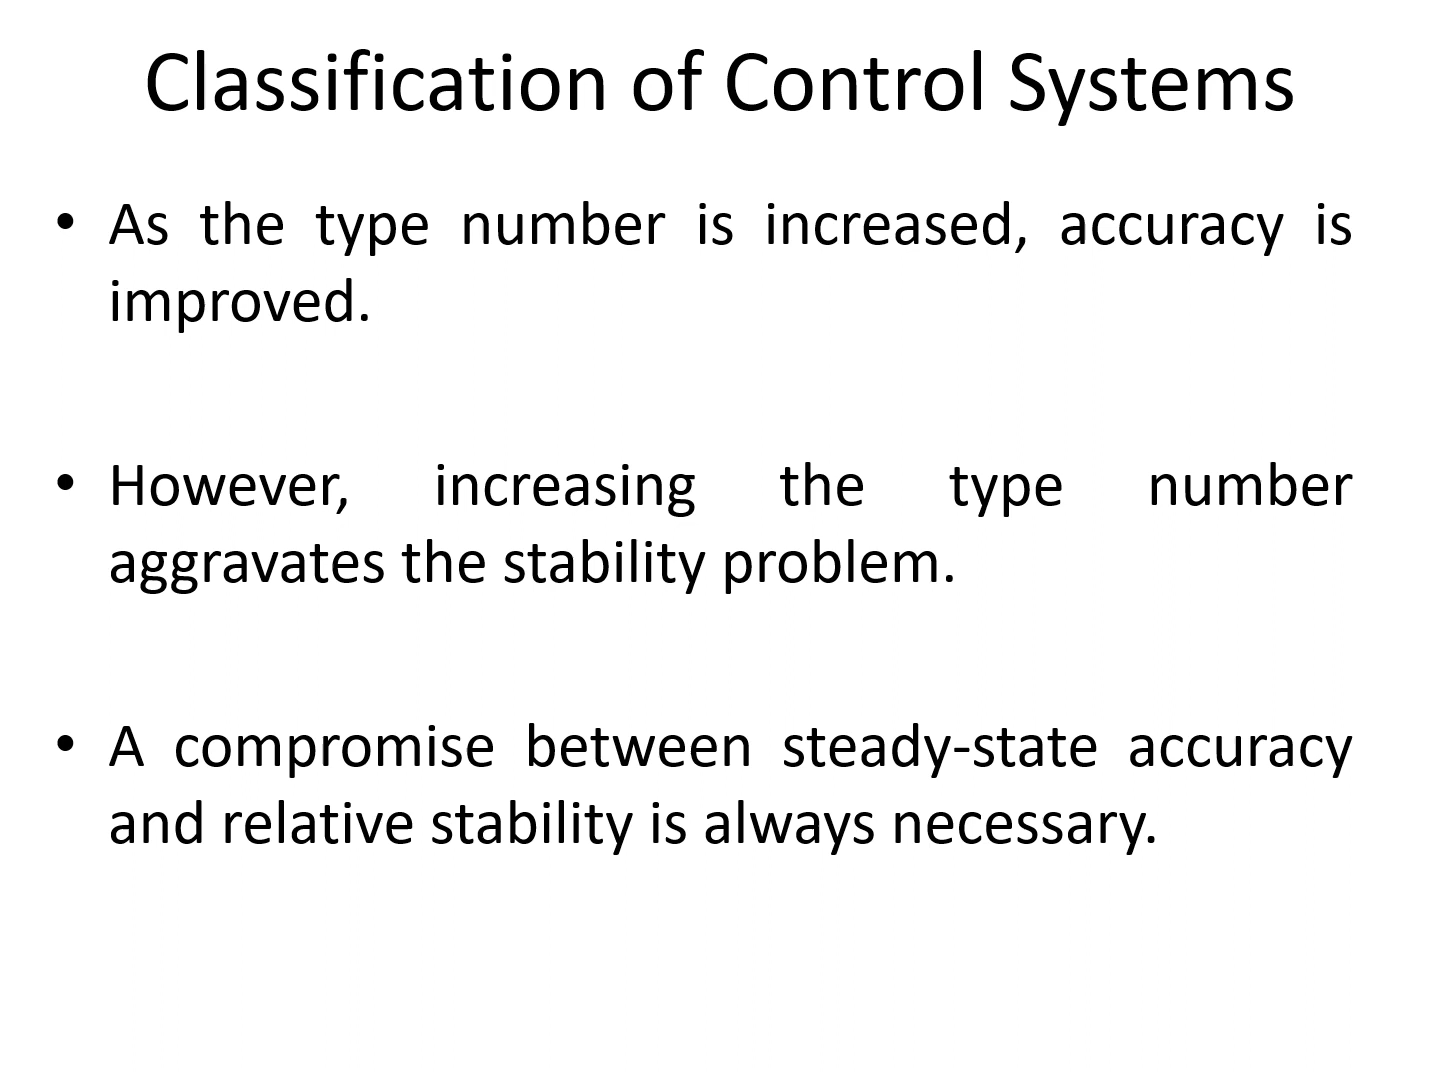 Classification of Control Systems
• As the type number is increased, accuracy is
improved.
• However, increasing the type number
aggravates the stability problem.
• A compromise between steady-state accuracy
and relative stability is always necessary.